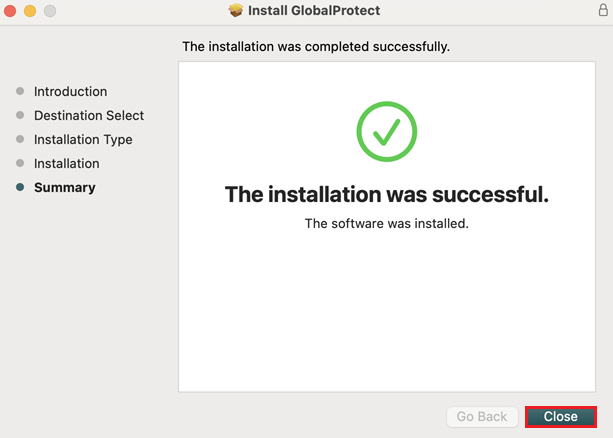 Install GlobalProtect
The installation was completed successfully.
Introduction
Destination Select
Installation Type
Installation
Summary
The installation was successful.
The software was installed.
Go Back
Close